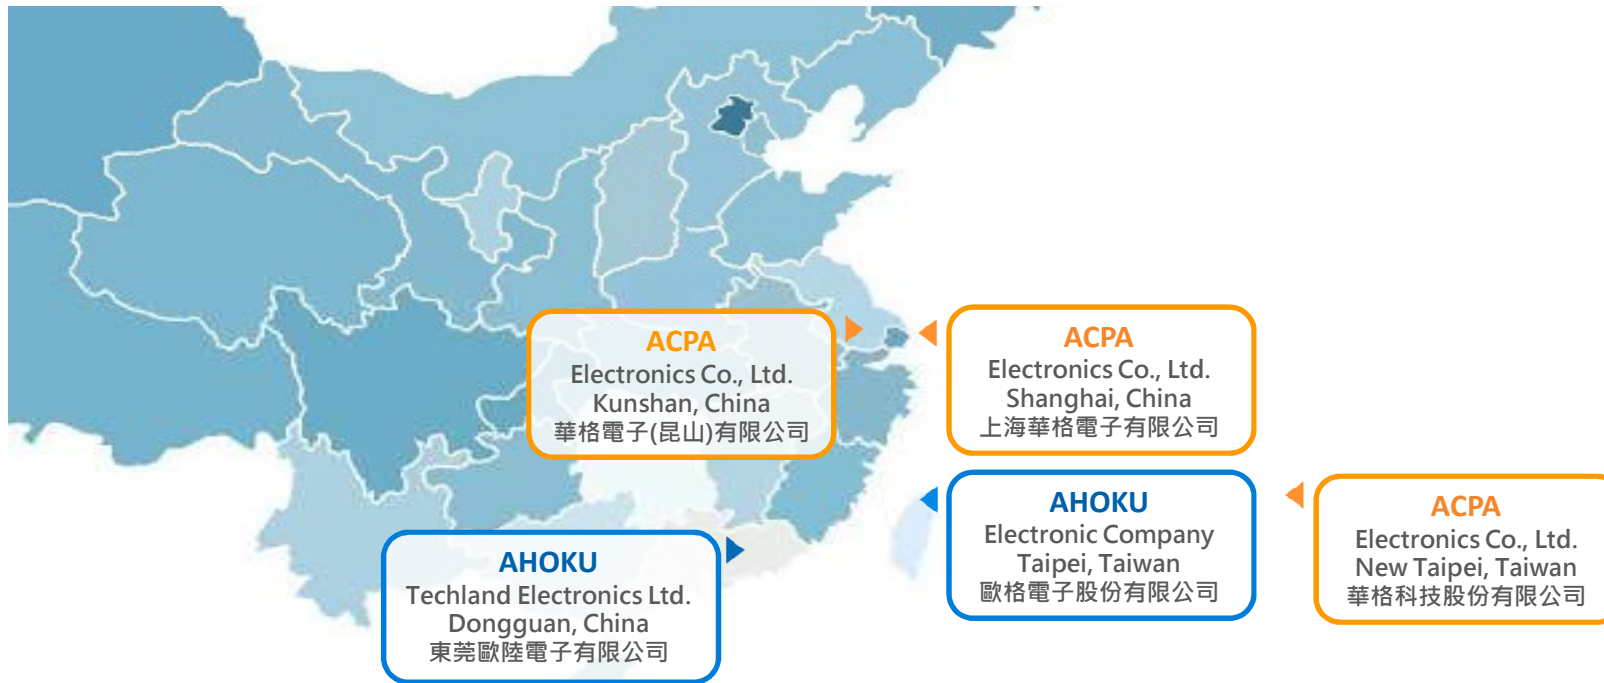 ACPA
Electronics Co., Ltd.
Kunshan, China
華格電子(昆山)有限公司
ACPA
Electronics Co., Ltd.
Shanghai, China
上海華格電子有限公司
AHOKU
Techland Electronics Ltd.
Dongguan, China
東莞歐陸電子有限公司
AHOKU
Electronic Company
Taipei, Taiwan
歐格電子股份有限公司
ACPA
Electronics Co., Ltd.
New Taipei, Taiwan
華格科技股份有限公司